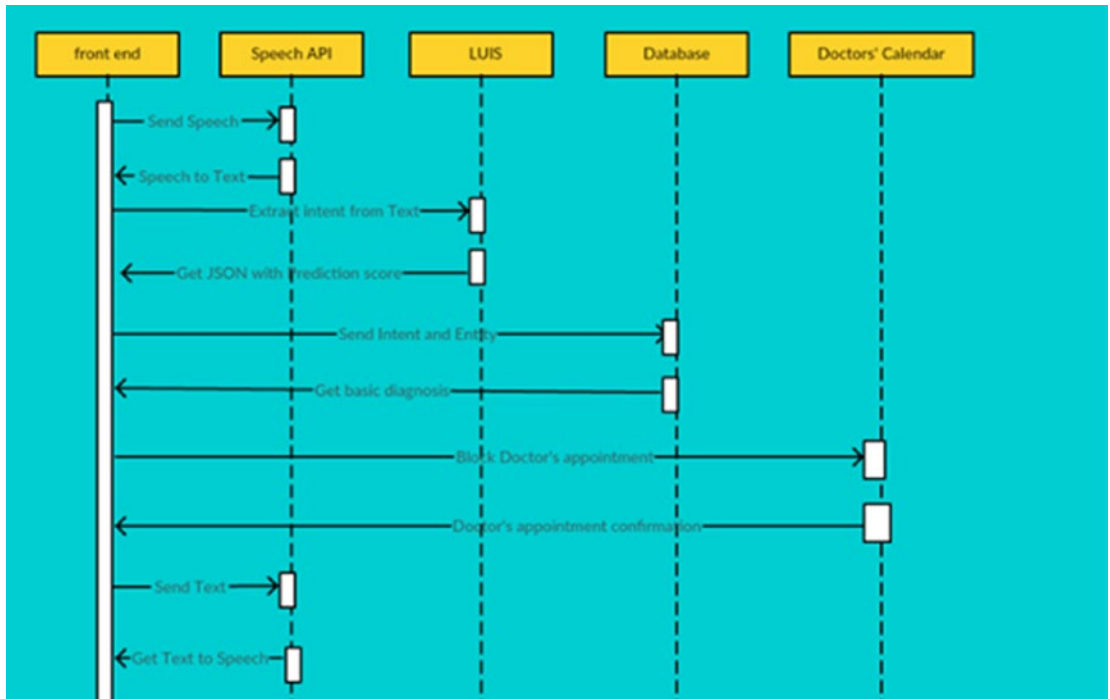 front end
Speech API
LUIS
Database
Doctors' Calendar
Send Speech
Speech to Text
Extract intent from Text
Get JSON with Prediction score
Send Intent and Entity
Get basic diagnosis
Block Doctor's appointment
Doctor's appointment confirmation
Send Text
Get Text to Speech